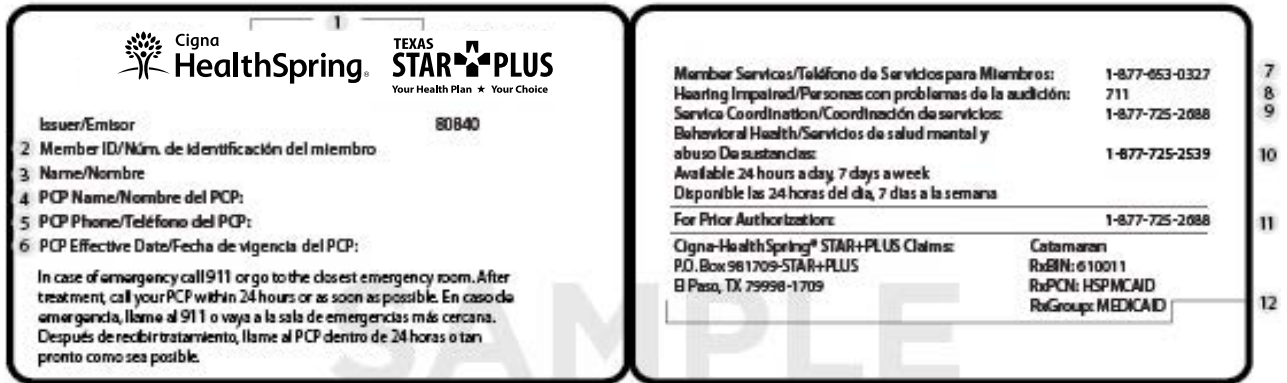 1
Cigna
HealthSpring®
TEXAS
STAR PLUS
Your Health Plan ★ Your Choice
Issuer/Emisor 80840
2 Member ID/Núm. de identificación del miembro
3 Name/Nombre
4 PCP Name/Nombre del PCP:
5 PCP Phone/Teléfono del PCP:
6 PCP Effective Date/Fecha de vigencia del PCP:
In case of emergency call 911 or go to the closest emergency room. After
treatment, call your PCP within 24 hours or as soon as possible. En caso de
emergencia, llame al 911 o vaya a la sala de emergencias más cercana.
Después de recibir tratamiento, llame al PCP dentro de 24 horas o tan
pronto como sea posible.
Member Services/Teléfono de Servicios para Miembros: 1-877-653-0327 7
Hearing Impaired/Personas con problemas de la audición: 711 8
Service Coordination/Coordinación de servicios: 1-877-725-2688 9
Behavioral Health/Servicios de salud mental y
abuso De sustancias: 1-877-725-2539 10
Available 24 hours a day, 7 days a week
Disponible las 24 horas del día, 7 dias a la semana
For Prior Authorization: 1-877-725-2688 11
Cigna-HealthSpring® STAR+PLUS Claims:
P.O. Box 981709-STAR+PLUS
El Paso, TX 79998-1709
Catamaran
RxBIN: 610011
RxPCN: HSPMCAID
RxGroup: MEDICAID
12
SAMPLE